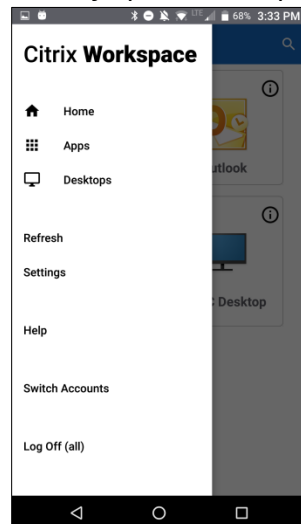 LTE 68% 3:33 PM
Citrix Workspace
Home
Apps
utlook
Desktops
Refresh
Settings
C Desktop
Help
Switch Accounts
Log Off (all)